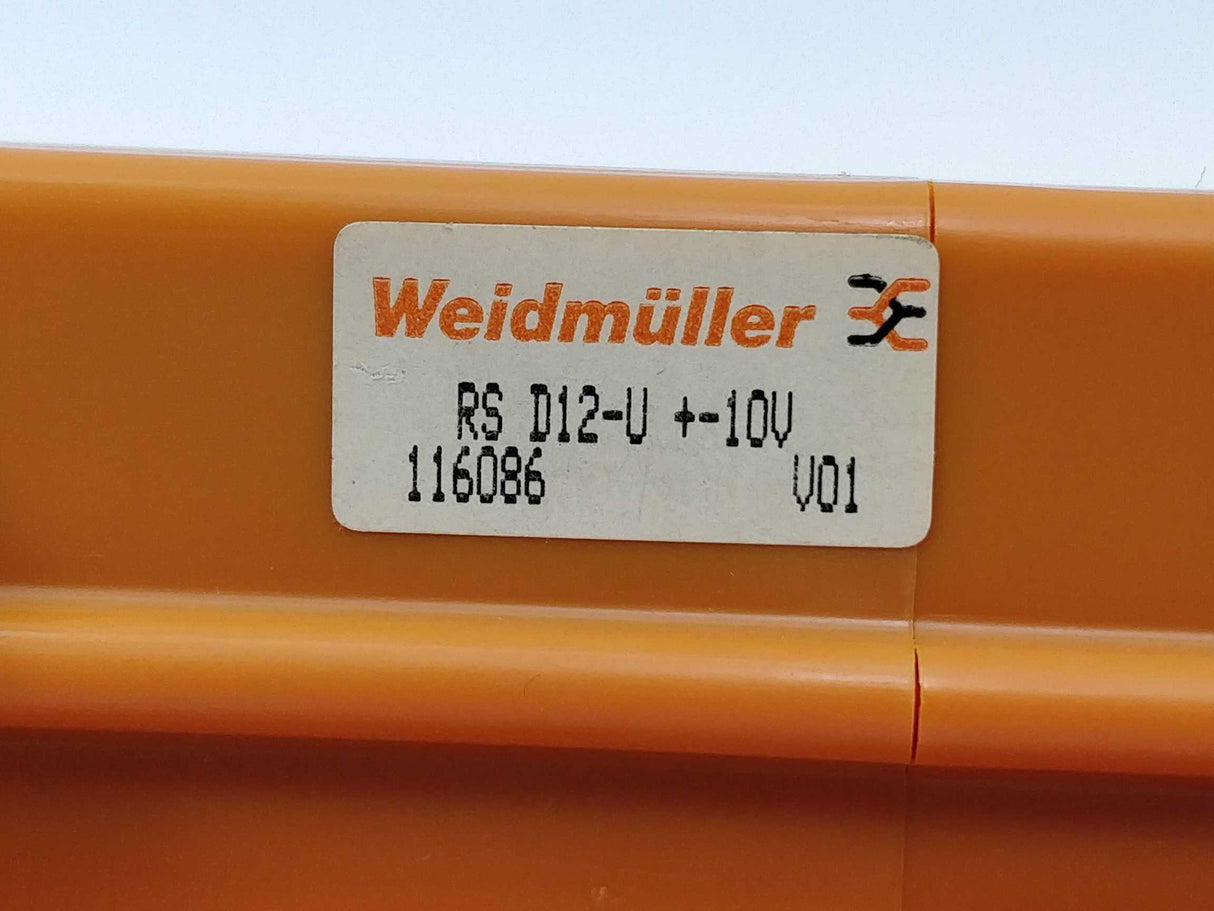 Weidmüller
RS D12-U +-10V
116086 V01